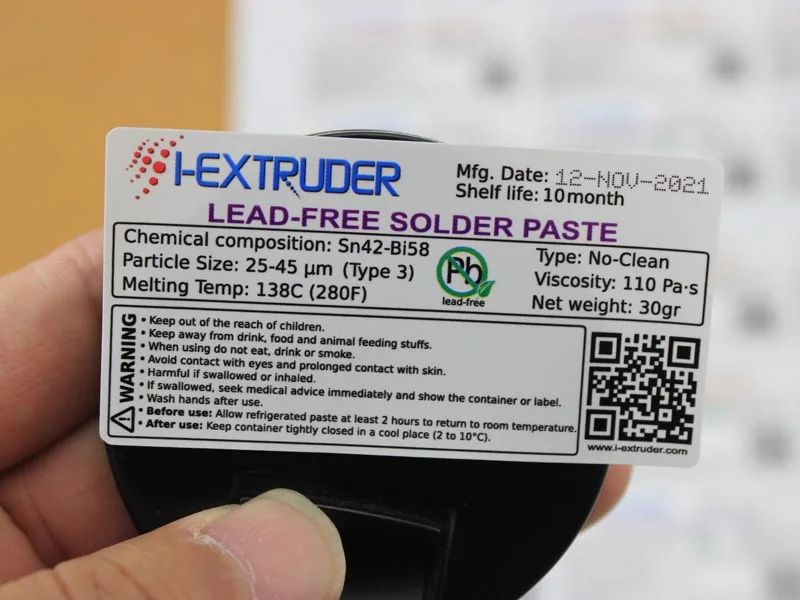 I-EXTRUDER
Mfg. Date: 12-NOV-2021
Shelf life: 10 month
LEAD-FREE SOLDER PASTE
Chemical composition: Sn42-Bi58
Particle Size: 25-45 µm (Type 3)
Melting Temp: 138C (280F)
Pb
lead-free
Type: No-Clean
Viscosity: 110 Pa·s
Net weight: 30gr
WARNING
• Keep out of the reach of children.
• Keep away from drink, food and animal feeding stuffs.
• When using do not eat, drink or smoke.
• Avoid contact with eyes and prolonged contact with skin.
• Harmful if swallowed or inhaled.
• If swallowed, seek medical advice immediately and show the container or label.
• Wash hands after use.
• Before use: Allow refrigerated paste at least 2 hours to return to room temperature.
• After use: Keep container tightly closed in a cool place (2 to 10°C).
www.i-extruder.com